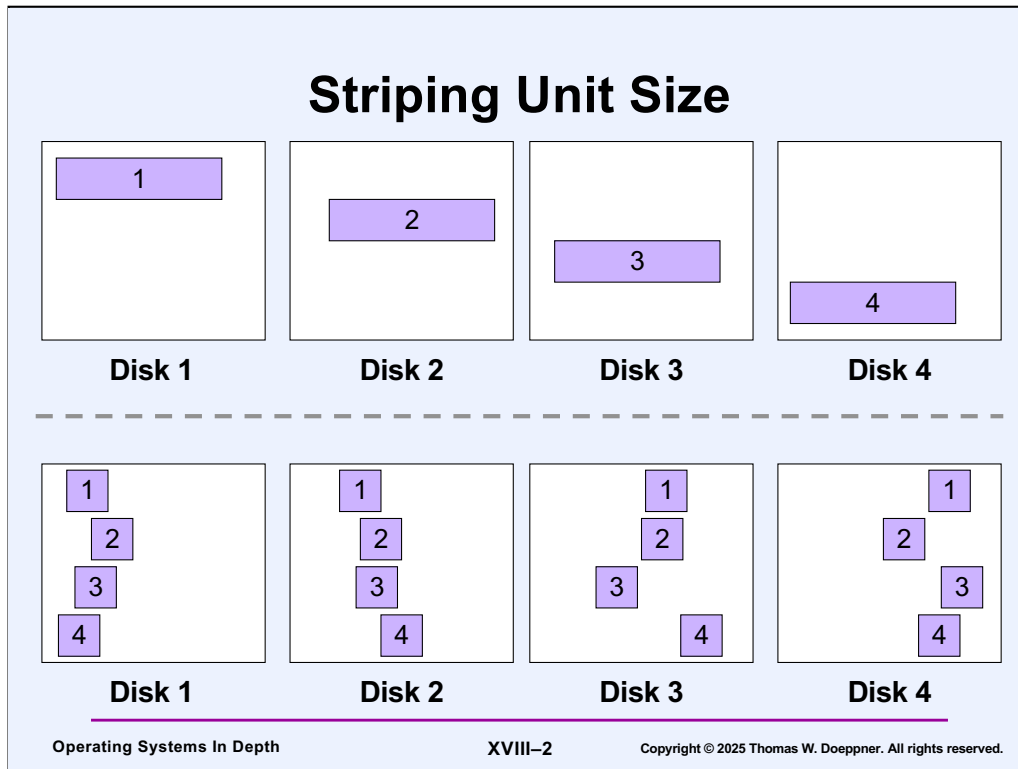 Striping Unit Size
1
2
3
4
Disk 1 Disk 2 Disk 3 Disk 4
1 1 1 1
2 2 2 2
3 3 3 3
4 4 4 4
Disk 1 Disk 2 Disk 3 Disk 4
Operating Systems In Depth XVIII–2 Copyright © 2025 Thomas W. Doeppner. All rights reserved.